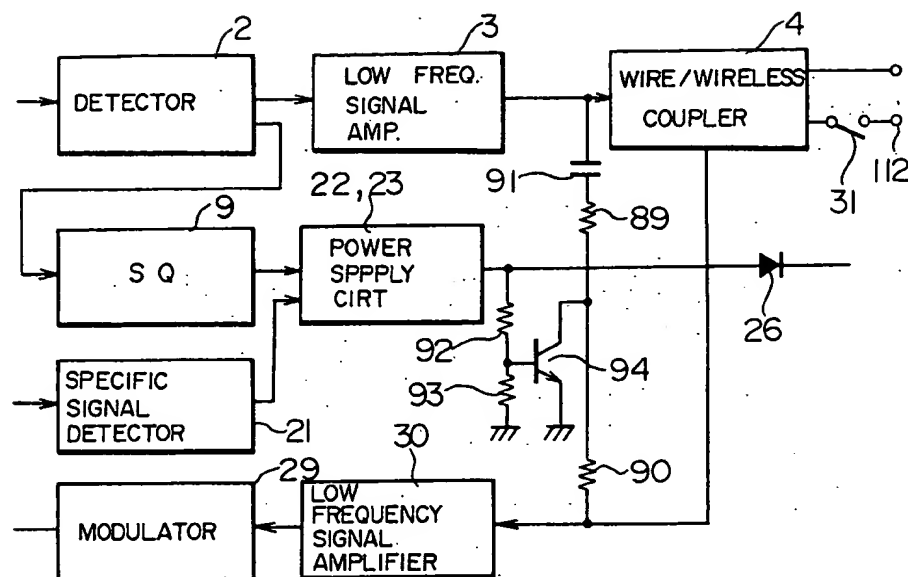 2
DETECTOR
3
LOW FREQ.
SIGNAL
AMP.
4
WIRE/WIRELESS
COUPLER
112
31
91
89
9
S Q
22,23
POWER
SPPPLY
CIRT
26
92
93
94
SPECIFIC
SIGNAL
DETECTOR
21
90
29
MODULATOR
30
LOW
FREQUENCY
SIGNAL
AMPLIFIER